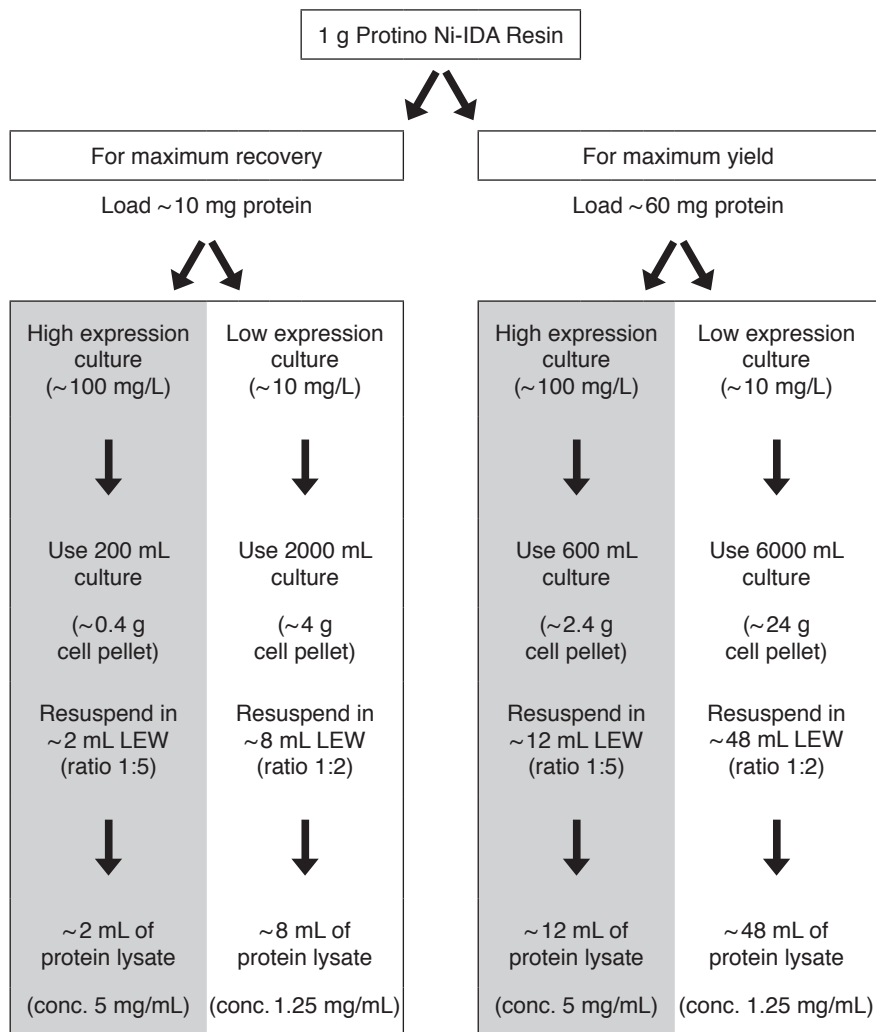 1 g Protino Ni-IDA Resin
For maximum recovery
Load ~10 mg protein
High expression
culture
(~100 mg/L)
Use 200 mL
culture
(~0.4 g
cell pellet)
Resuspend in
~2 mL LEW
(ratio 1:5)
~2 mL of
protein lysate
(conc. 5 mg/mL)
Low expression
culture
(~10 mg/L)
Use 2000 mL
culture
(~4 g
cell pellet)
Resuspend in
~8 mL LEW
(ratio 1:2)
~8 mL of
protein lysate
(conc. 1.25 mg/mL)
For maximum yield
Load ~60 mg protein
High expression
culture
(~100 mg/L)
Use 600 mL
culture
(~2.4 g
cell pellet)
Resuspend in
~12 mL LEW
(ratio 1:5)
~12 mL of
protein lysate
(conc. 5 mg/mL)
Low expression
culture
(~10 mg/L)
Use 6000 mL
culture
(~24 g
cell pellet)
Resuspend in
~48 mL LEW
(ratio 1:2)
~48 mL of
protein lysate
(conc. 1.25 mg/mL)